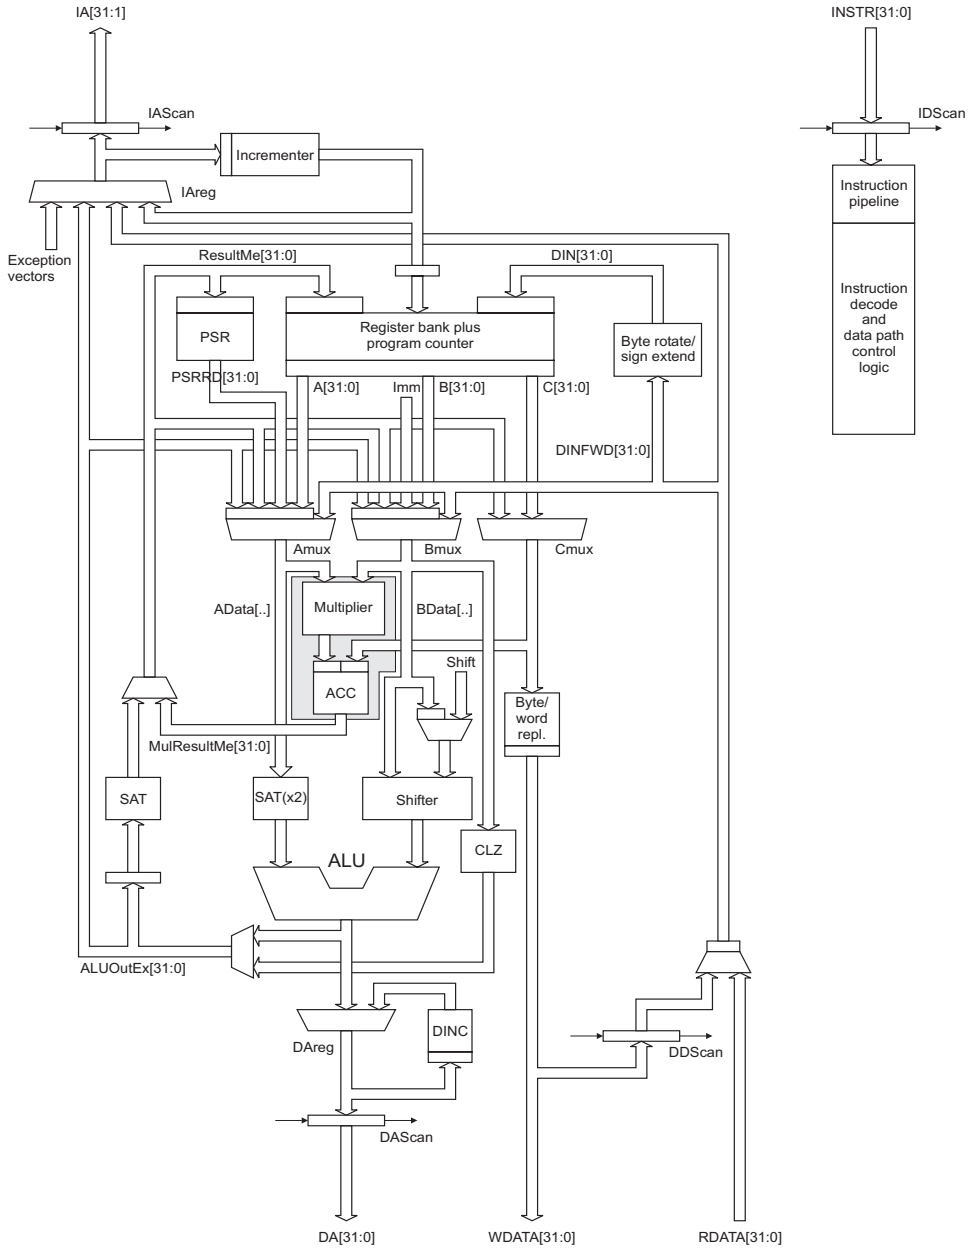 IA[31:1]
INSTR[31:0]
IAScan
IDScan
Incrementer
IAreg
Instruction
pipeline
Exception
vectors
ResultMe[31:0]
DIN[31:0]
Instruction
decode
and
data path
control
logic
PSR
Register bank plus
program counter
Byte rotate/
sign extend
PSRRD[31:0]
A[31:0]
Imm
B[31:0]
C[31:0]
DINFWD[31:0]
Amux
Bmux
Cmux
AData[..]
Multiplier
BData[..]
Shift
ACC
Byte/
word
repl.
MulResultMe[31:0]
SAT
SAT(x2)
Shifter
CLZ
ALU
ALUOutEx[31:0]
DINC
DAreg
DDScan
DAScan
DA[31:0]
WDATA[31:0]
RDATA[31:0]